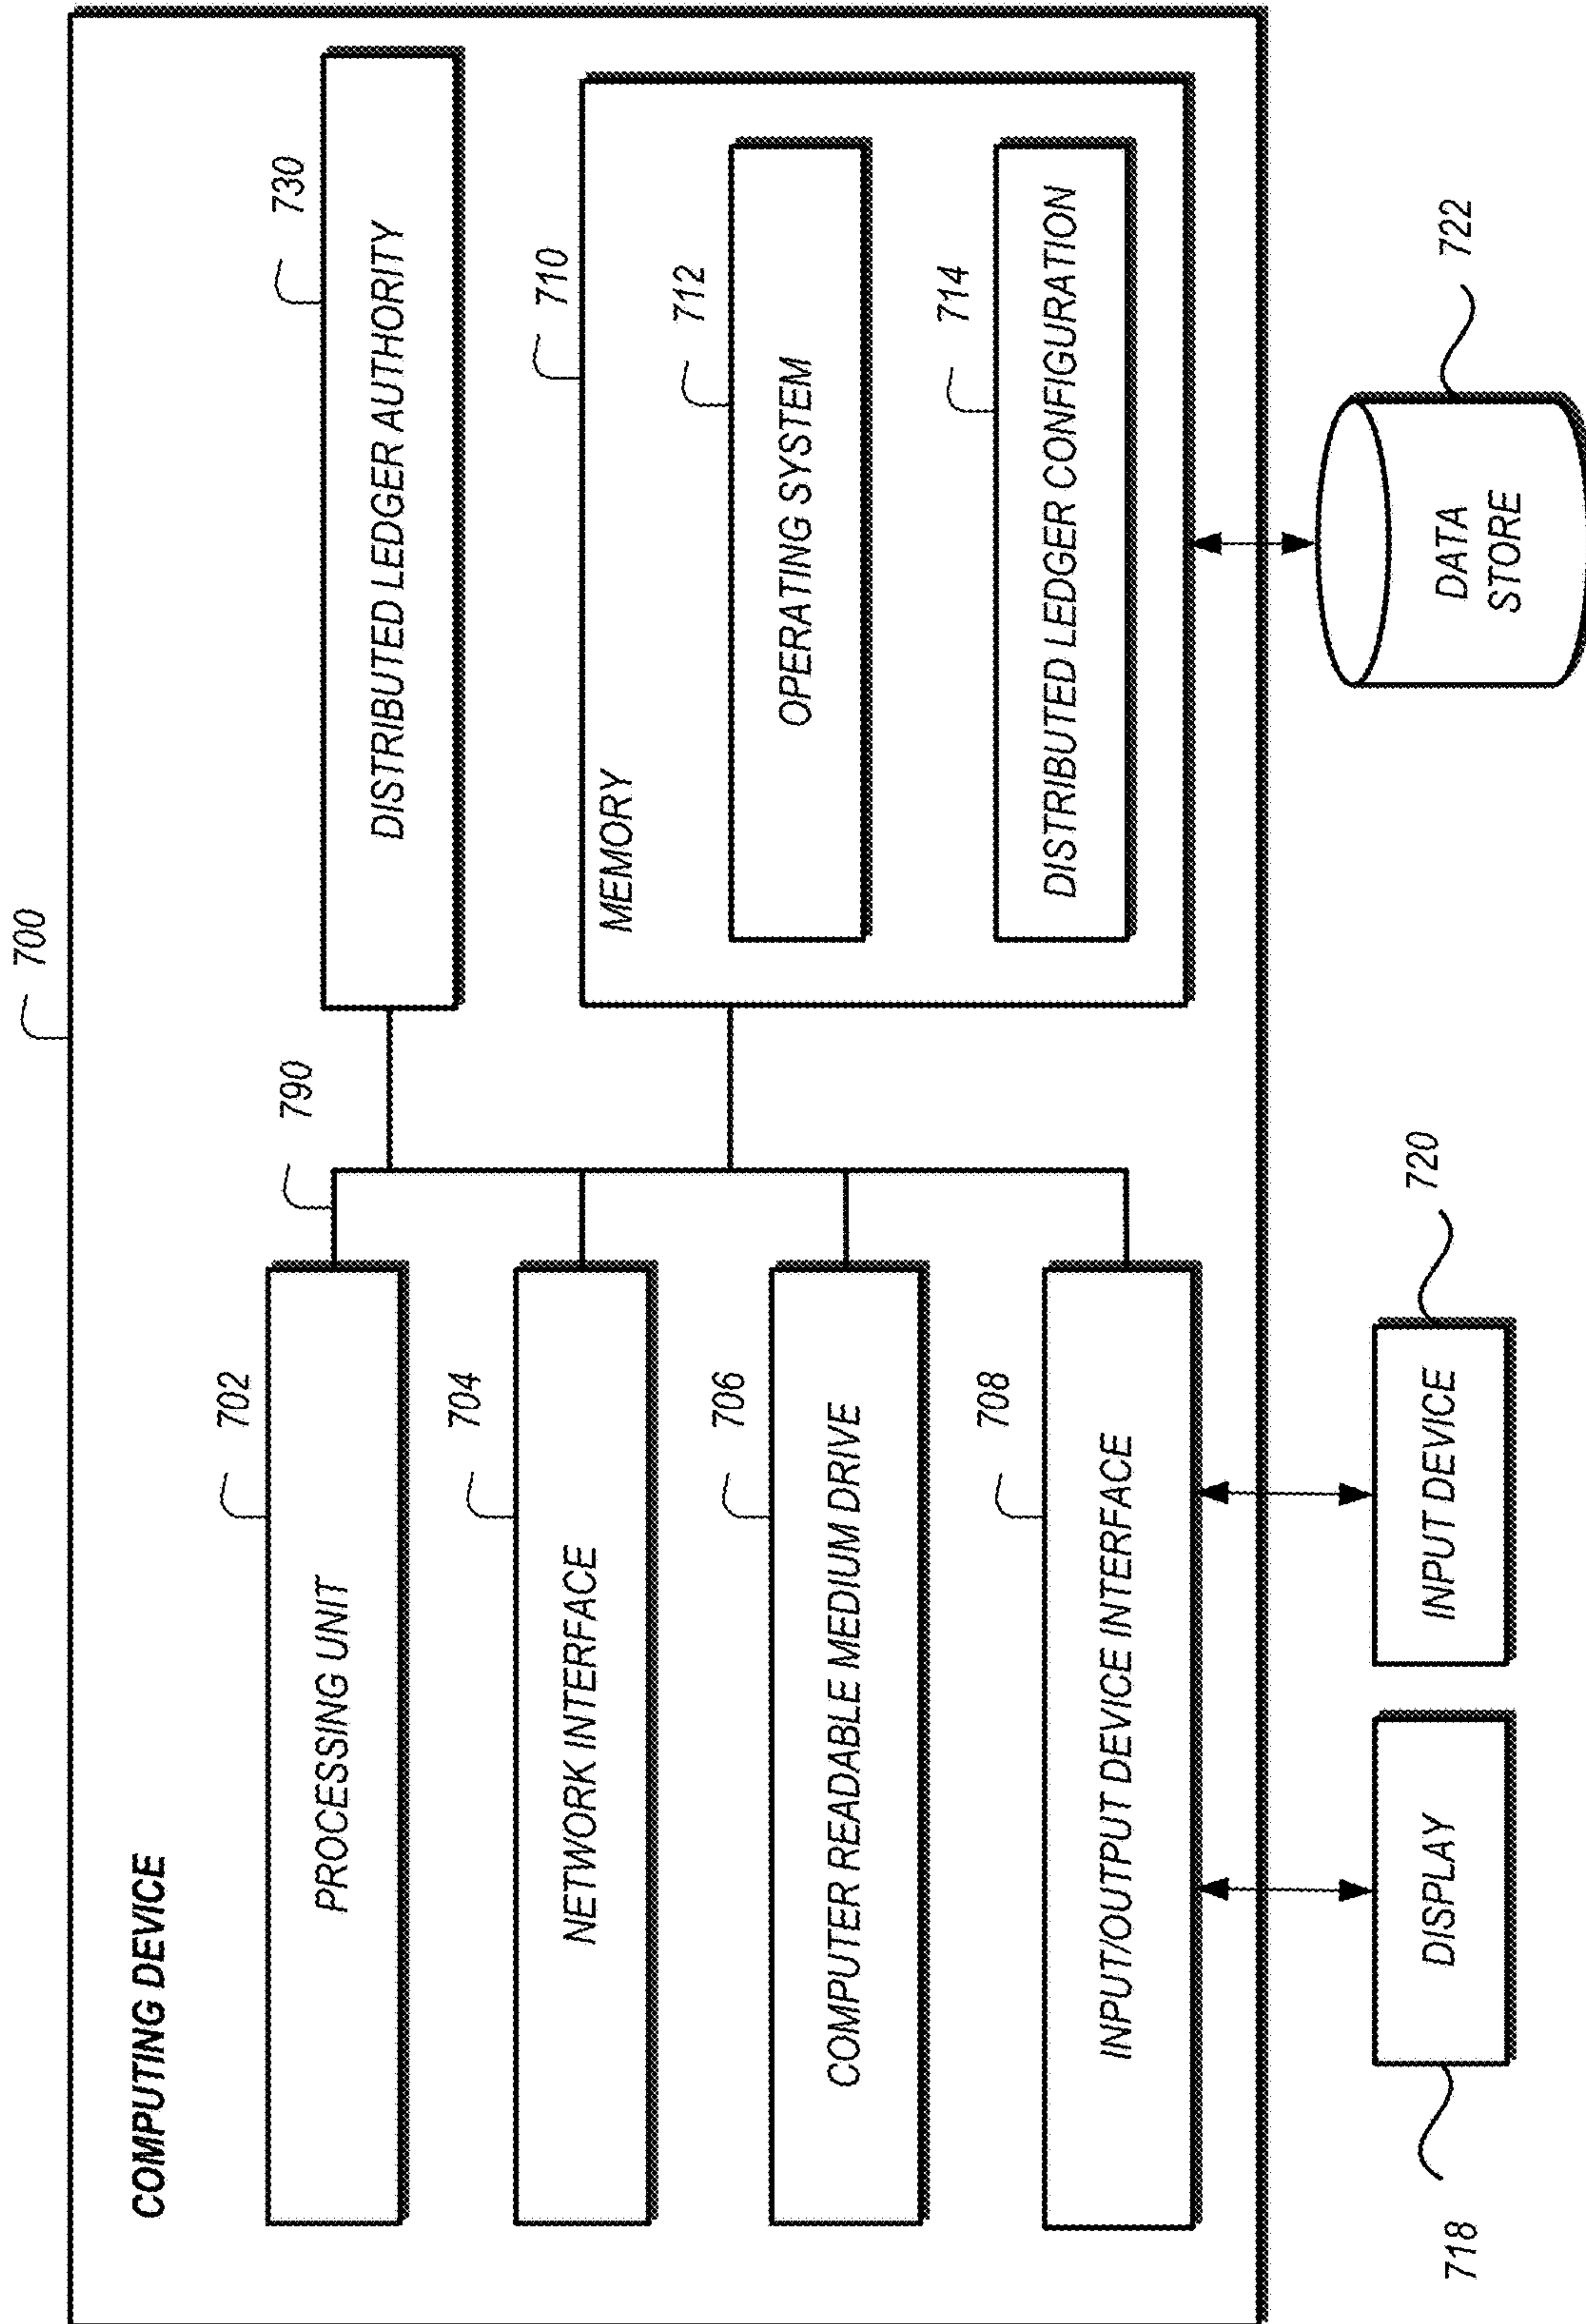 700
COMPUTING DEVICE
702
PROCESSING UNIT
704
NETWORK INTERFACE
706
COMPUTER READABLE MEDIUM DRIVE
708
INPUT/OUTPUT DEVICE INTERFACE
790
730
DISTRIBUTED LEDGER AUTHORITY
710
MEMORY
712
OPERATING SYSTEM
714
DISTRIBUTED LEDGER CONFIGURATION
718
DISPLAY
INPUT DEVICE
720
DATA
STORE
722